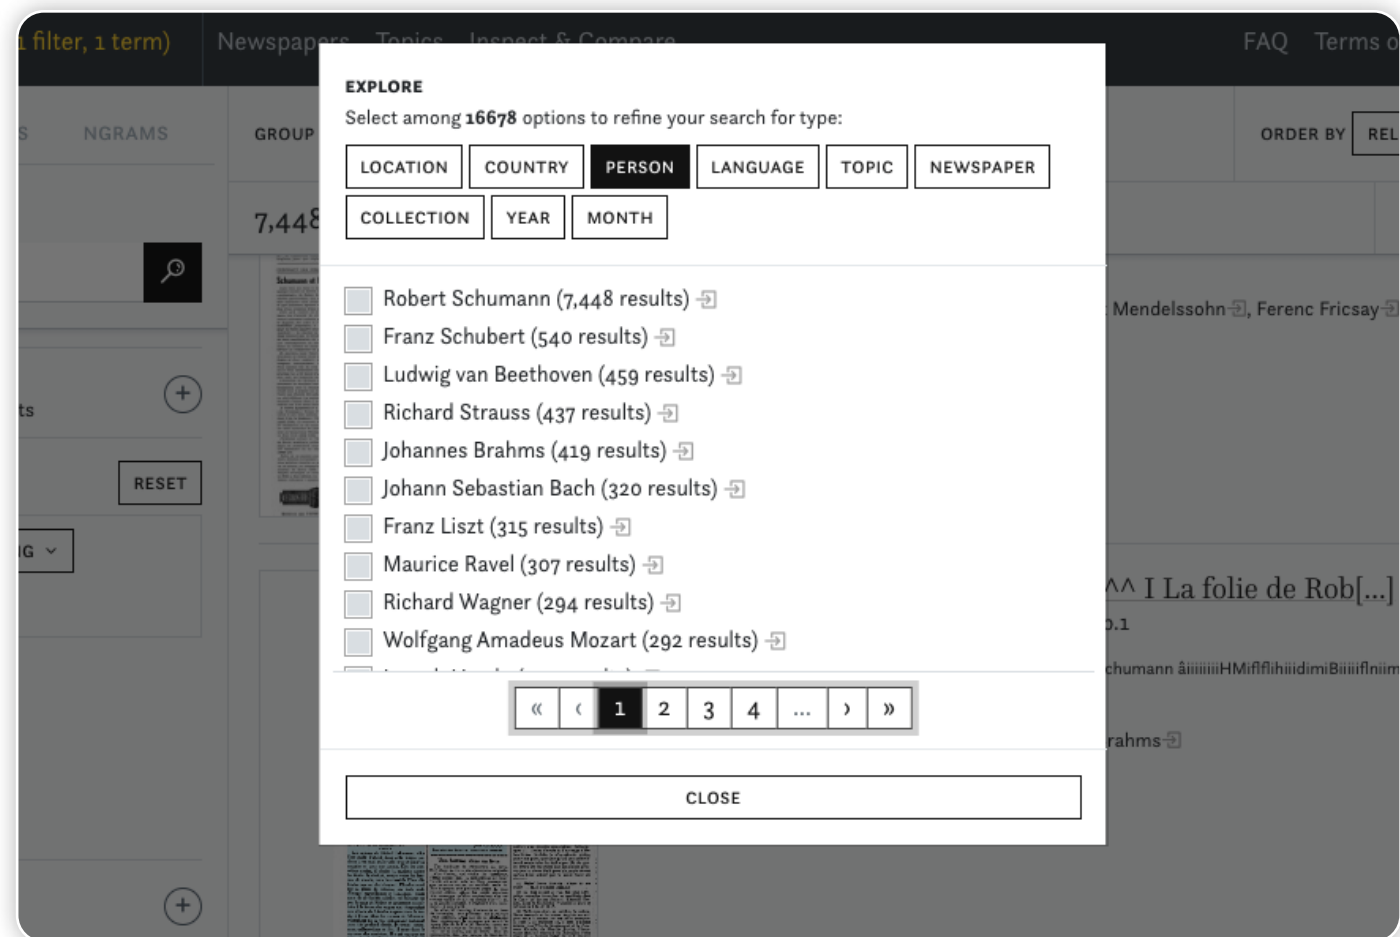 1 filter, 1 term)
Newspapers Topics Inspect & Compare
FAQ Terms o
S NGRAMS
GROUP
ORDER BY REL
7,448
EXPLORE
Select among 16678 options to refine your search for type:
LOCATION COUNTRY PERSON LANGUAGE TOPIC NEWSPAPER
COLLECTION YEAR MONTH
Robert Schumann (7,448 results)
Franz Schubert (540 results)
Ludwig van Beethoven (459 results)
Richard Strauss (437 results)
Johannes Brahms (419 results)
Johann Sebastian Bach (320 results)
Franz Liszt (315 results)
Maurice Ravel (307 results)
Richard Wagner (294 results)
Wolfgang Amadeus Mozart (292 results)
« ‹ 1 2 3 4 ... › »
CLOSE
ts
RESET
G
Mendelssohn, Ferenc Fricsay
^^ I La folie de Rob[...]
p.1
chumann
rahms